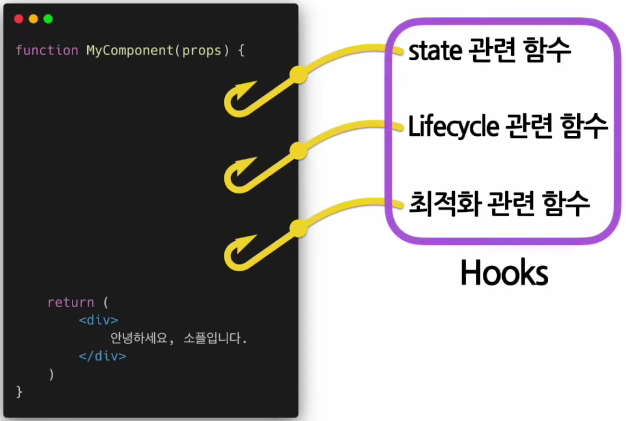 function MyComponent(props) {
return (
<div>
안녕하세요, 소플입니다.
</div>
)
}
state 관련 함수
Lifecycle 관련 함수
최적화 관련 함수
Hooks